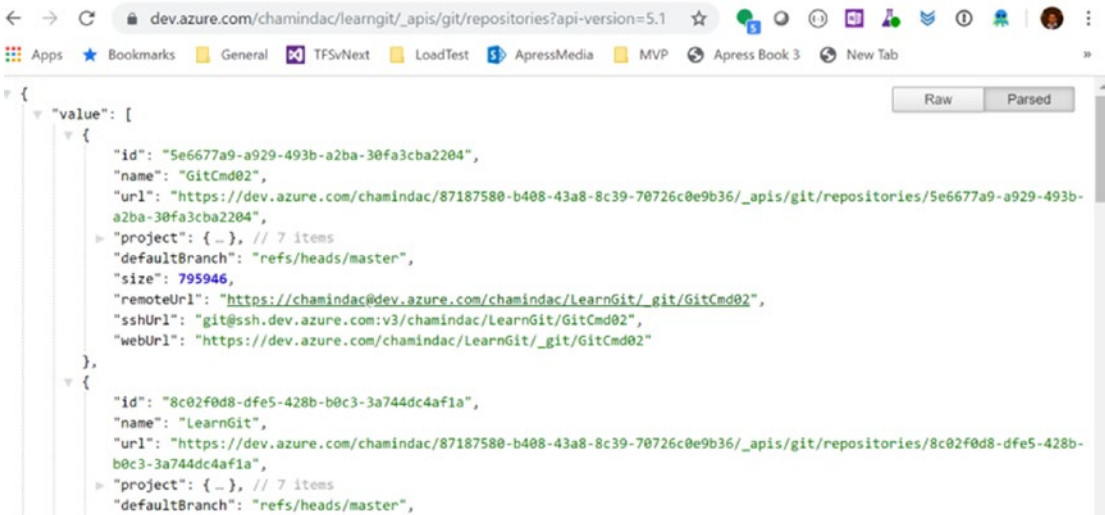 dev.azure.com/chamindac/learngit/_apis/git/repositories?api-version=5.1
Apps Bookmarks General TFSvNext LoadTest ApressMedia MVP Apress Book 3 New Tab »
Raw Parsed
{
"value": [
{
"id": "5e6677a9-a929-493b-a2ba-30fa3cba2204",
"name": "GitCmd02",
"url": "https://dev.azure.com/chamindac/87187580-b408-43a8-8c39-70726c0e9b36/_apis/git/repositories/5e6677a9-a929-493b-
a2ba-30fa3cba2204",
"project": { … }, // 7 items
"defaultBranch": "refs/heads/master",
"size": 795946,
"remoteUrl": "https://chamindac@dev.azure.com/chamindac/LearnGit/_git/GitCmd02",
"sshUrl": "git@ssh.dev.azure.com:v3/chamindac/LearnGit/GitCmd02",
"webUrl": "https://dev.azure.com/chamindac/LearnGit/_git/GitCmd02"
},
{
"id": "8c02f0d8-dfe5-428b-b0c3-3a744dc4af1a",
"name": "LearnGit",
"url": "https://dev.azure.com/chamindac/87187580-b408-43a8-8c39-70726c0e9b36/_apis/git/repositories/8c02f0d8-dfe5-428b-
b0c3-3a744dc4af1a",
"project": { … }, // 7 items
"defaultBranch": "refs/heads/master",